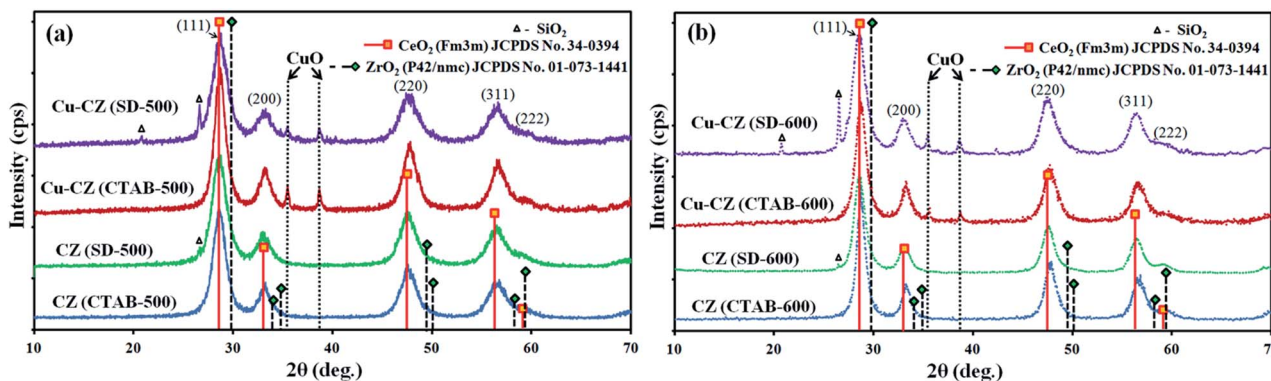 (a)
(111)
Δ - SiO₂
CeO₂ (Fm3m) JCPDS No. 34-0394
ZrO₂ (P42/nmc) JCPDS No. 01-073-1441
CuO
Cu-CZ (SD-500)
(200)
(220)
(311)
(222)
Cu-CZ (CTAB-500)
CZ (SD-500)
CZ (CTAB-500)
Intensity (cps)
10 20 30 40 50 60 70
2θ (deg.)
(b)
(111)
Δ - SiO₂
CeO₂ (Fm3m) JCPDS No. 34-0394
ZrO₂ (P42/nmc) JCPDS No. 01-073-1441
CuO
Cu-CZ (SD-600)
(200)
(220)
(311)
(222)
Cu-CZ (CTAB-600)
CZ (SD-600)
CZ (CTAB-600)
Intensity (cps)
10 20 30 40 50 60 70
2θ (deg.)